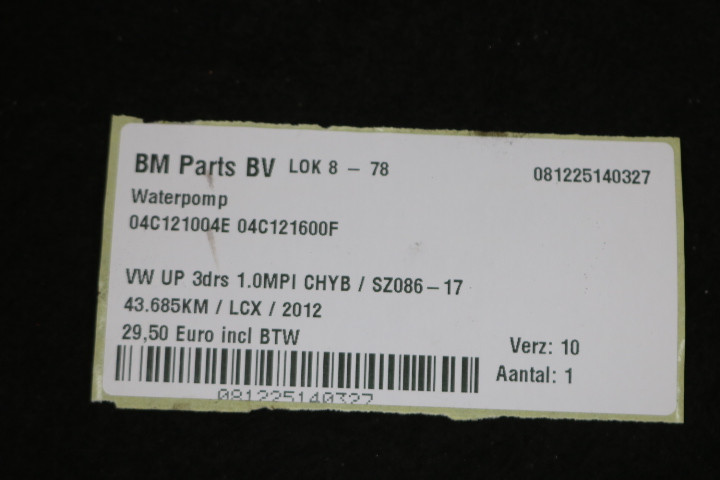 BM Parts BV LOK 8 - 78 081225140327
Waterpomp
04C121004E 04C121600F
VW UP 3drs 1.0MPI CHYB / SZ086-17
43.685KM / LCX / 2012
29,50 Euro incl BTW
Verz: 10
Aantal: 1
081225140327